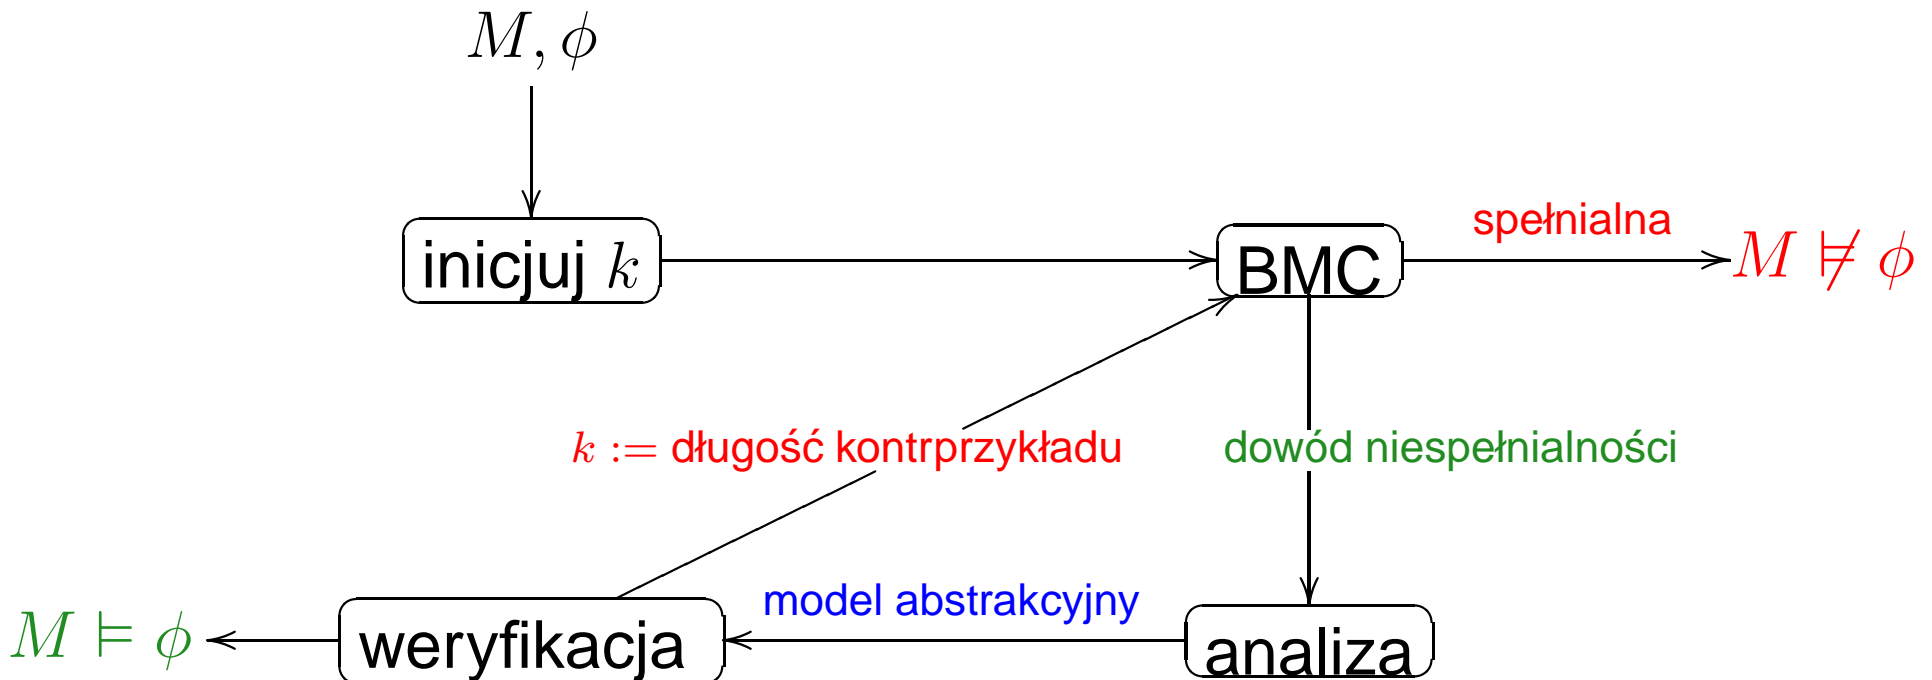 M, ϕ
inicjuj k
BMC
spełnialna
M ⊭ ϕ
k := długość kontrprzykładu
dowód niespełnialności
M ⊨ ϕ
weryfikacja
model abstrakcyjny
analiza